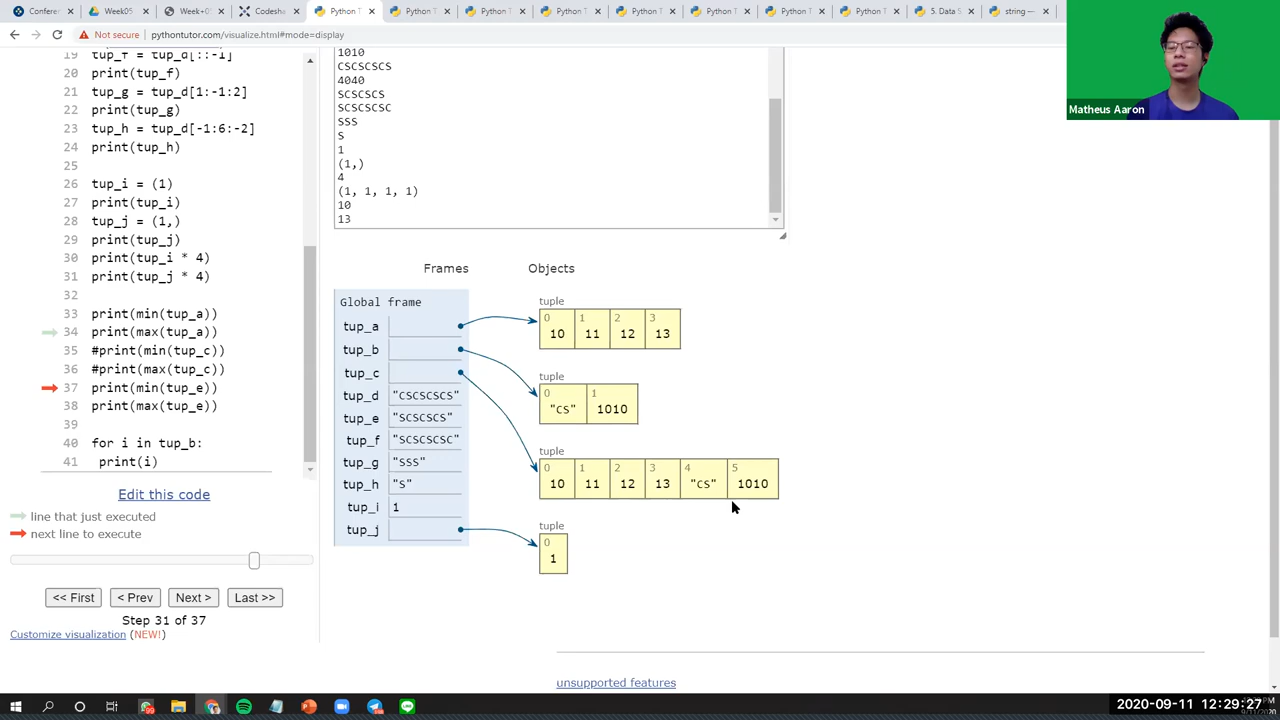 Conferen
Week05
Week+05
Codesha
Python T
Python T
Python T
Python T
Python T
Python T
Python T
Python T
5. Data S
string —
Not secure | pythontutor.com/visualize.html#mode=display
Matheus Aaron
19 tup_f = tup_d[::-1]
20 print(tup_f)
21 tup_g = tup_d[1:-1:2]
22 print(tup_g)
23 tup_h = tup_d[-1:6:-2]
24 print(tup_h)
25
26 tup_i = (1)
27 print(tup_i)
28 tup_j = (1,)
29 print(tup_j)
30 print(tup_i * 4)
31 print(tup_j * 4)
32
33 print(min(tup_a))
34 print(max(tup_a))
35 #print(min(tup_c))
36 #print(max(tup_c))
37 print(min(tup_e))
38 print(max(tup_e))
39
40 for i in tup_b:
41 print(i)
Edit this code
line that just executed
next line to execute
<< First
< Prev
Next >
Last >>
Step 31 of 37
Customize visualization (NEW!)
1010
CSCSCSCS
4040
SCSCSCS
SCSCSCSC
SSS
S
1
(1,)
4
(1, 1, 1, 1)
10
13
Frames
Objects
Global frame
tup_a
tup_b
tup_c
tup_d "CSCSCSCS"
tup_e "SCSCSCS"
tup_f "SCSCSCSC"
tup_g "SSS"
tup_h "S"
tup_i 1
tup_j
tuple
0 1 2 3
10 11 12 13
tuple
0 1
"CS" 1010
tuple
0 1 2 3 4 5
10 11 12 13 "CS" 1010
tuple
0
1
unsupported features
2020-09-11 12:29:27